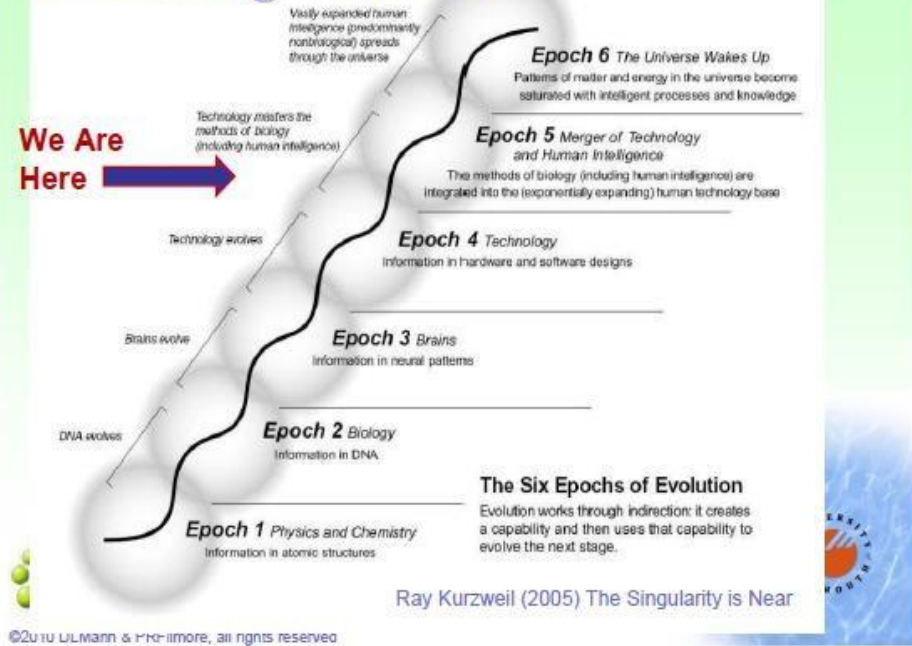 Vastly expanded human
intelligence (predominantly
nonbiological) spreads
through the universe
Epoch 6 The Universe Wakes Up
Patterns of matter and energy in the universe become
saturated with intelligent processes and knowledge
Technology masters the
methods of biology
(including human intelligence)
We Are
Here
Epoch 5 Merger of Technology
and Human Intelligence
The methods of biology (including human intelligence) are
integrated into the (exponentially expanding) human technology base
Technology evolves
Epoch 4 Technology
Information in hardware and software designs
Brains evolve
Epoch 3 Brains
Information in neural patterns
DNA evolves
Epoch 2 Biology
Information in DNA
The Six Epochs of Evolution
Evolution works through indirection: it creates
a capability and then uses that capability to
evolve the next stage.
Epoch 1 Physics and Chemistry
Information in atomic structures
Ray Kurzweil (2005) The Singularity is Near
©2010 DLMann & PRFilmore, all rights reserved